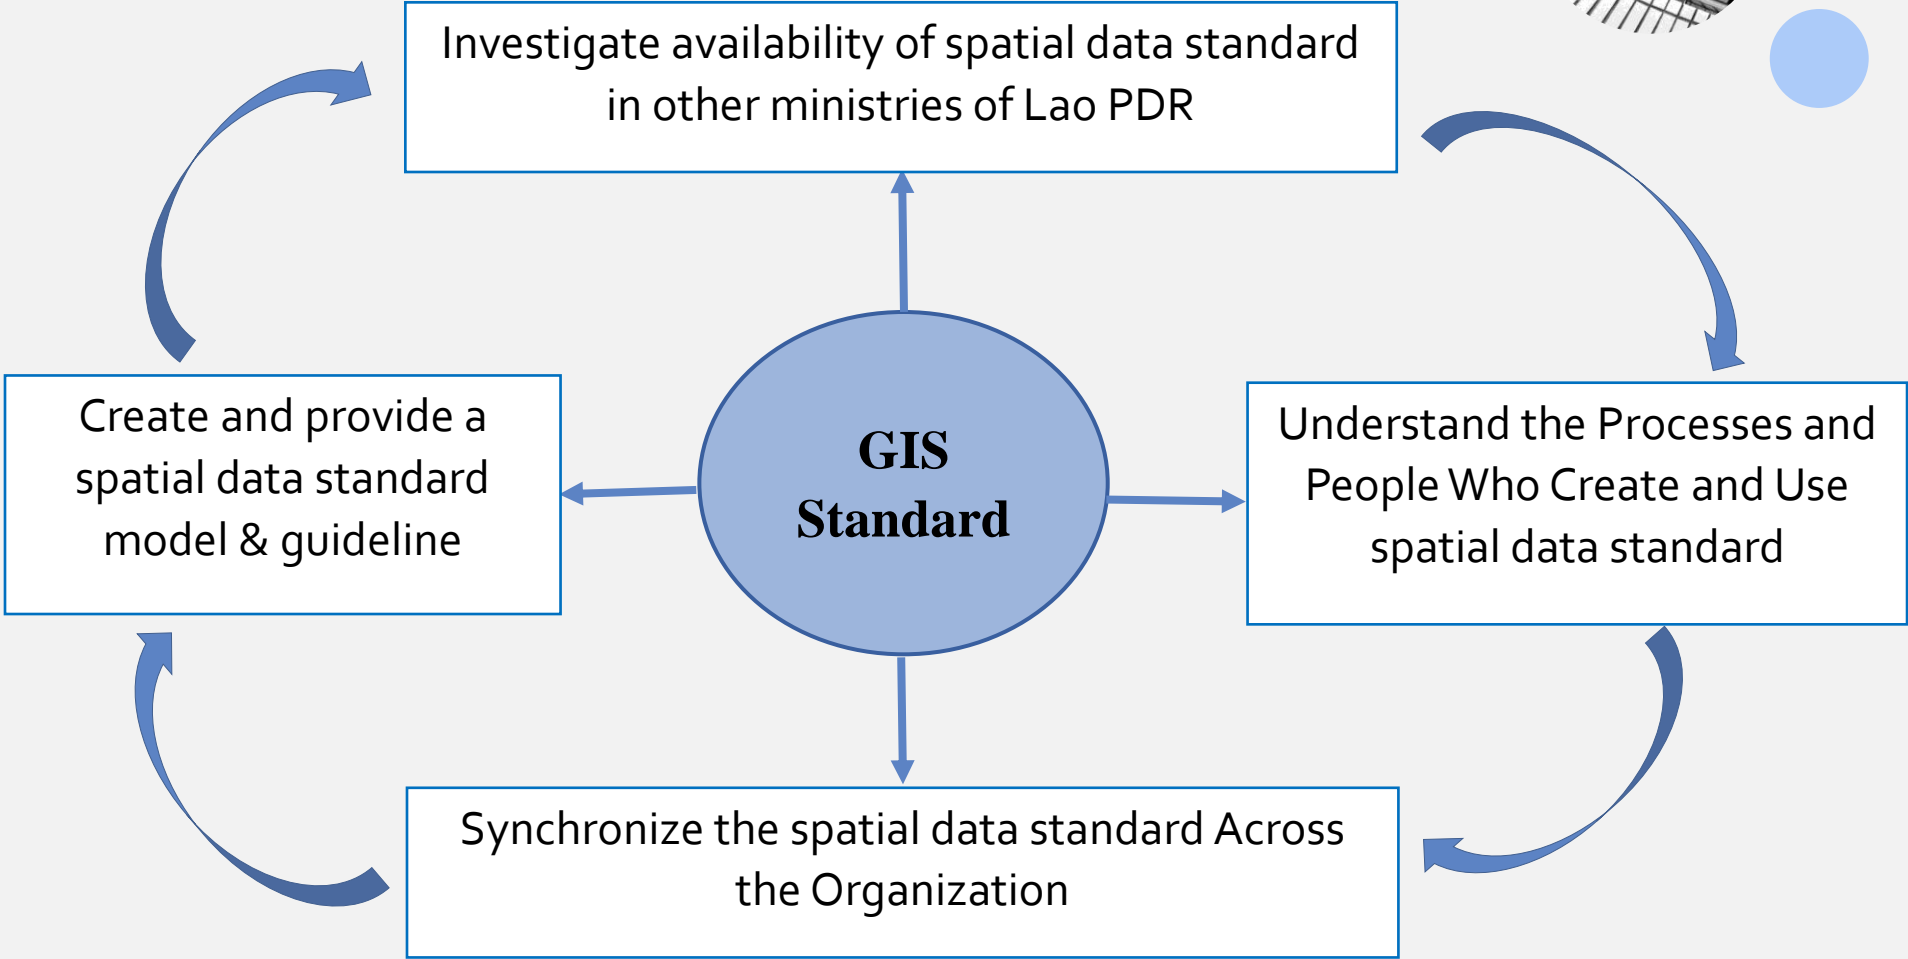 Investigate availability of spatial data standard
in other ministries of Lao PDR
Create and provide a
spatial data standard
model & guideline
GIS
Standard
Understand the Processes and
People Who Create and Use
spatial data standard
Synchronize the spatial data standard Across
the Organization